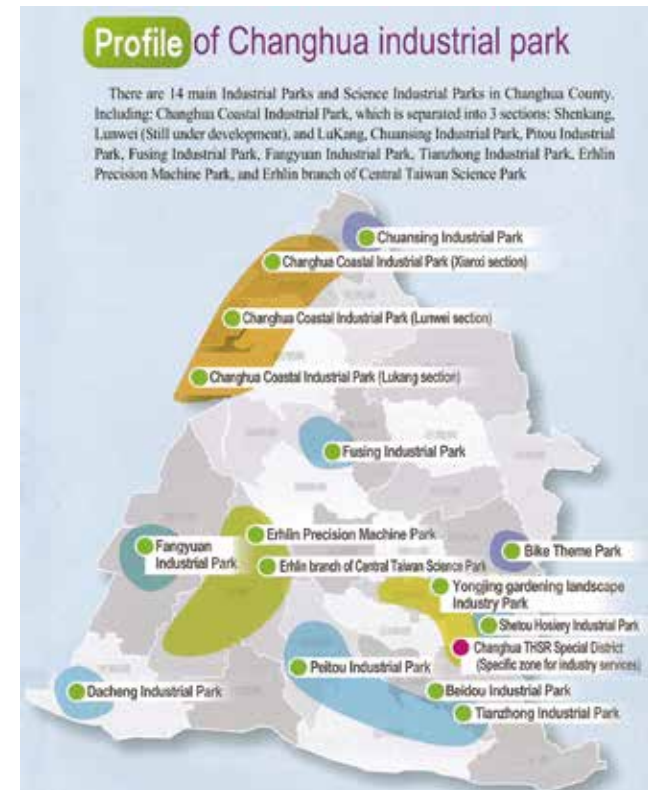 Profile of Changhua industrial park
There are 14 main Industrial Parks and Science Industrial Parks in Changhua County.
Including: Changhua Coastal Industrial Park, which is separated into 3 sections: Shenkang,
Lunwei (Still under development), and LuKang, Chuansing Industrial Park, Pitou Industrial
Park, Fusing Industrial Park, Fangyuan Industrial Park, Tianzhong Industrial Park, Erhlin
Precision Machine Park, and Erhlin branch of Central Taiwan Science Park
Chuansing Industrial Park
Changhua Coastal Industrial Park (Xianxi section)
Changhua Coastal Industrial Park (Lunwei section)
Changhua Coastal Industrial Park (Lukang section)
Fusing Industrial Park
Erhlin Precision Machine Park
Fangyuan
Industrial Park
Bike Theme Park
Erhlin branch of Central Taiwan Science Park
Yongjing gardening landscape
Industry Park
Shetou Hosiery Industrial Park
Changhua THSR Special District
(Specific zone for industry services)
Peitou Industrial Park
Dacheng Industrial Park
Beidou Industrial Park
Tianzhong Industrial Park